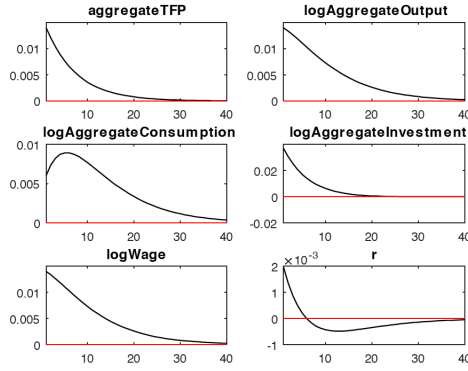 aggregateTFP
0.01
0.005
0
10 20 30 40
logAggregateOutput
0.01
0.005
0
10 20 30 40
logAggregateConsumption
0.01
0.005
0
10 20 30 40
logAggregateInvestment
0.02
0
-0.02
10 20 30 40
logWage
0.01
0.005
0
10 20 30 40
r
×10⁻³
2
1
0
-1
10 20 30 40